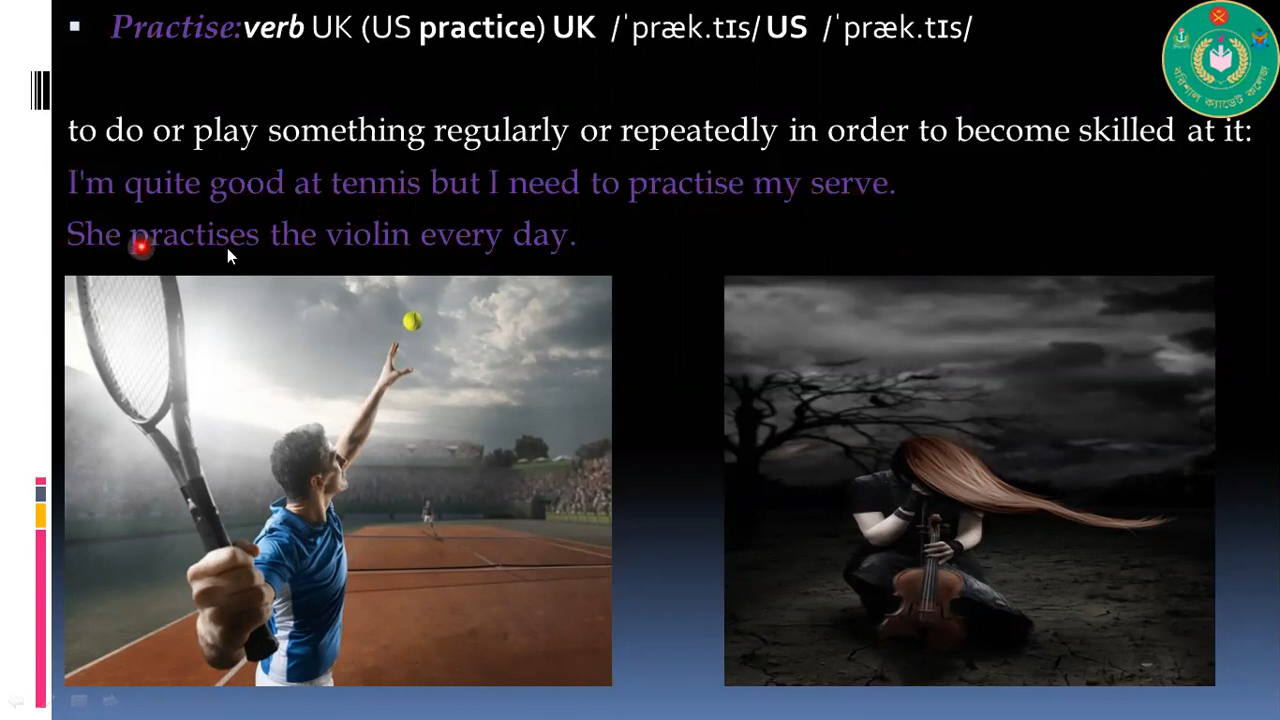 Practise:verb UK (US practice) UK /ˈpræk.tɪs/ US /ˈpræk.tɪs/
বরিশাল ক্যাডেট কলেজ
to do or play something regularly or repeatedly in order to become skilled at it:
I'm quite good at tennis but I need to practise my serve.
She practises the violin every day.